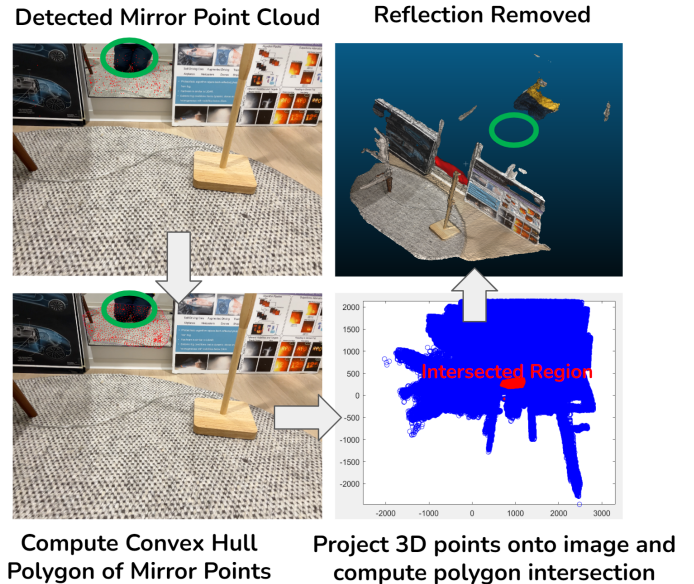 Detected Mirror Point Cloud
Reflection Removed
2000
1500
1000
500
0
-500
-1000
-1500
-2000
Intersected Region
-2000
-1000
0
1000
2000
3000
Compute Convex Hull
Polygon of Mirror Points
Project 3D points onto image and
compute polygon intersection